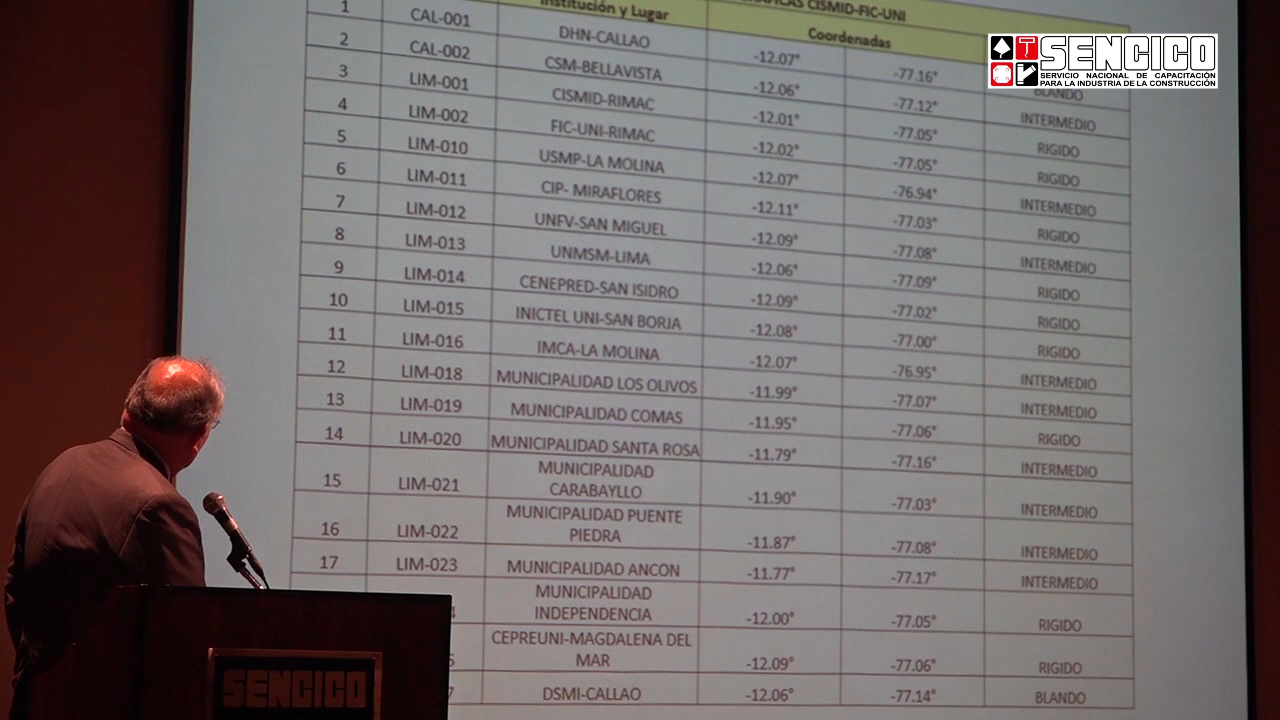 CISMID-FIC-UNI
Institución y Lugar Coordenadas
1 CAL-001 DHN-CALLAO -12.07° -77.16° BLANDO
2 CAL-002 CSM-BELLAVISTA -12.06° -77.12° INTERMEDIO
3 LIM-001 CISMID-RIMAC -12.01° -77.05° RIGIDO
4 LIM-002 FIC-UNI-RIMAC -12.02° -77.05° RIGIDO
5 LIM-010 USMP-LA MOLINA -12.07° -76.94° INTERMEDIO
6 LIM-011 CIP- MIRAFLORES -12.11° -77.03° RIGIDO
7 LIM-012 UNFV-SAN MIGUEL -12.09° -77.08° INTERMEDIO
8 LIM-013 UNMSM-LIMA -12.06° -77.09° RIGIDO
9 LIM-014 CENEPRED-SAN ISIDRO -12.09° -77.02° RIGIDO
10 LIM-015 INICTEL UNI-SAN BORJA -12.08° -77.00° RIGIDO
11 LIM-016 IMCA-LA MOLINA -12.07° -76.95° INTERMEDIO
12 LIM-018 MUNICIPALIDAD LOS OLIVOS -11.99° -77.07° INTERMEDIO
13 LIM-019 MUNICIPALIDAD COMAS -11.95° -77.06° RIGIDO
14 LIM-020 MUNICIPALIDAD SANTA ROSA -11.79° -77.16° INTERMEDIO
15 LIM-021 MUNICIPALIDAD
CARABAYLLO -11.90° -77.03° INTERMEDIO
16 LIM-022 MUNICIPALIDAD PUENTE
PIEDRA -11.87° -77.08° INTERMEDIO
17 LIM-023 MUNICIPALIDAD ANCON -11.77° -77.17° INTERMEDIO
MUNICIPALIDAD
INDEPENDENCIA -12.00° -77.05° RIGIDO
CEPREUNI-MAGDALENA DEL
MAR -12.09° -77.06° RIGIDO
DSMI-CALLAO -12.06° -77.14° BLANDO
SENCICO
SERVICIO NACIONAL DE CAPACITACIÓN
PARA LA INDUSTRIA DE LA CONSTRUCCIÓN
SENCICO